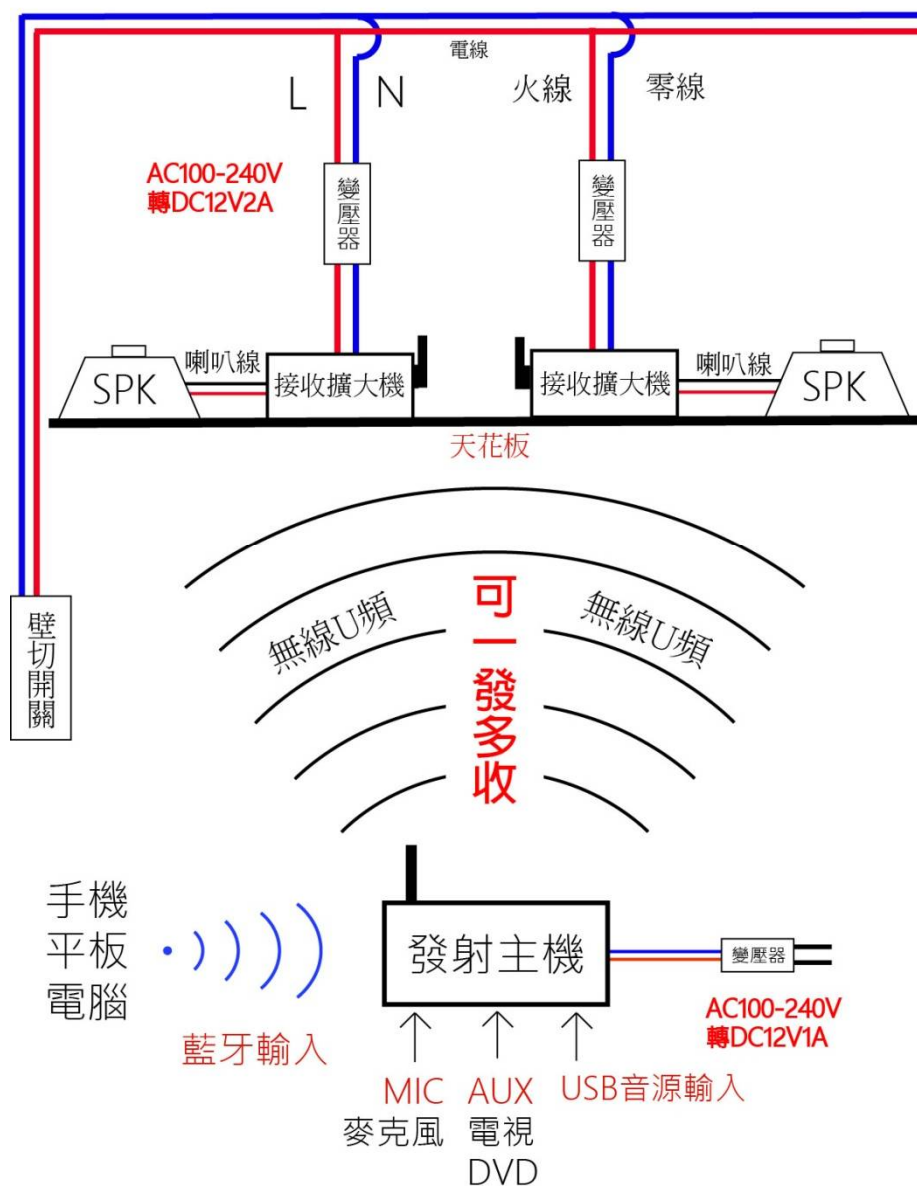 電線
L
N
火線
零線
AC100-240V
轉DC12V2A
變壓器
變壓器
SPK
喇叭線
接收擴大機
接收擴大機
喇叭線
SPK
天花板
壁切開關
無線U頻
無線U頻
可一發多收
手機
平板
電腦
藍牙輸入
發射主機
變壓器
AC100-240V
轉DC12V1A
MIC
麥克風
AUX
電視
DVD
USB音源輸入